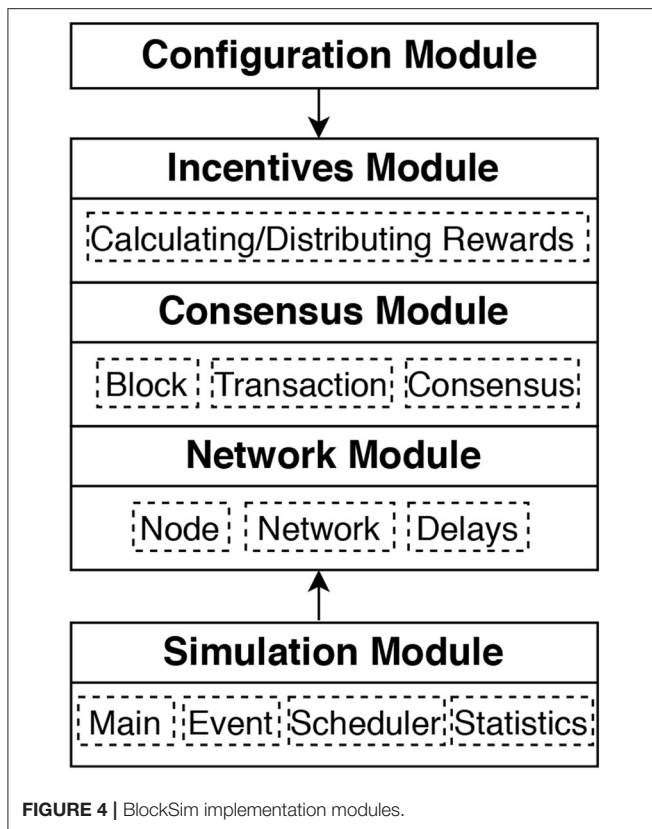 Configuration Module
Incentives Module
Calculating/Distributing Rewards
Consensus Module
Block Transaction Consensus
Network Module
Node Network Delays
Simulation Module
Main Event Scheduler Statistics
FIGURE 4 | BlockSim implementation modules.